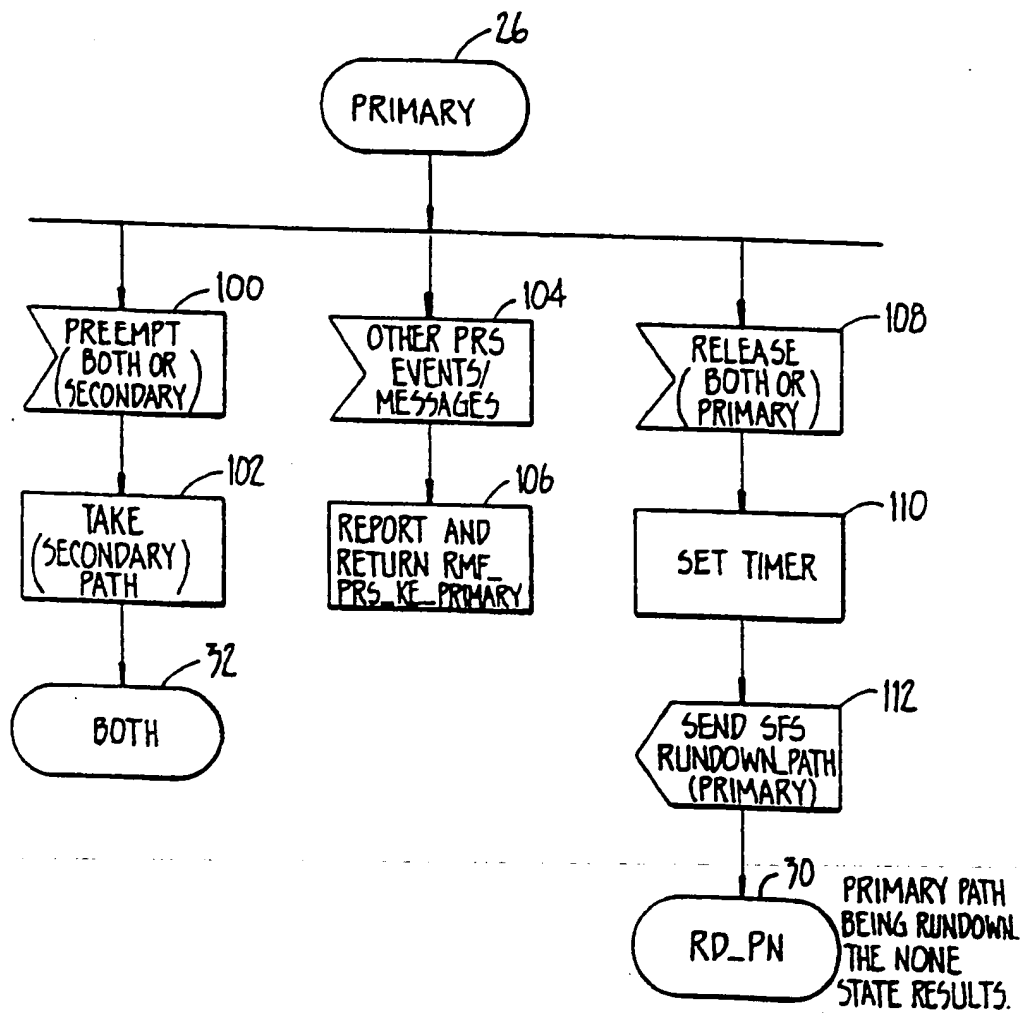 26
PRIMARY
100
PREEMPT
(BOTH OR
SECONDARY)
104
OTHER PRS
EVENTS/
MESSAGES
108
RELEASE
(BOTH OR
PRIMARY)
102
TAKE
(SECONDARY)
PATH
106
REPORT AND
RETURN RMF_
PRS_KE_PRIMARY
110
SET TIMER
32
BOTH
112
SEND SFS
RUNDOWN_PATH
(PRIMARY)
30
RD_PN
PRIMARY PATH
BEING RUNDOWN
THE NONE
STATE RESULTS.